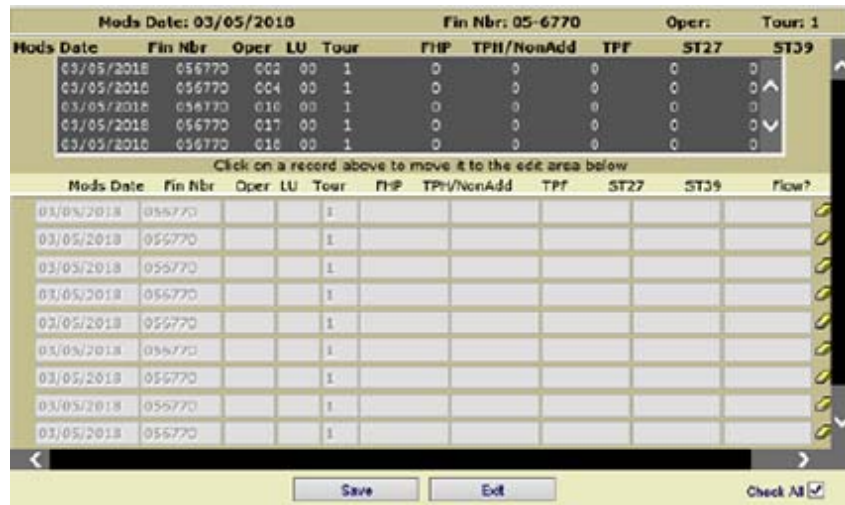 Mods Date: 03/05/2018 Fin Nbr: 05-6770 Oper: Tour: 1
Mods Date Fin Nbr Oper LU Tour FHP TPH/NonAdd TPF ST27 ST39
03/05/2018 056770 002 00 1 0 0 0 0 0
03/05/2018 056770 004 00 1 0 0 0 0 0
03/05/2018 056770 010 00 1 0 0 0 0 0
03/05/2018 056770 017 00 1 0 0 0 0 0
03/05/2018 056770 018 00 1 0 0 0 0 0
Click on a record above to move it to the edit area below
Mods Date Fin Nbr Oper LU Tour FHP TPH/NonAdd TPF ST27 ST39 Flow?
03/05/2018 056770 1
03/05/2018 056770 1
03/05/2018 056770 1
03/05/2018 056770 1
03/05/2018 056770 1
03/05/2018 056770 1
03/05/2018 056770 1
03/05/2018 056770 1
03/05/2018 056770 1
Save Exit Check All